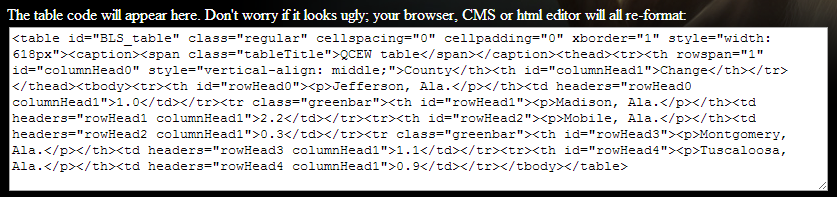 The table code will appear here. Don't worry if it looks ugly; your browser, CMS or html editor will all re-format:
<table id="BLS_table" class="regular" cellspacing="0" cellpadding="0" xborder="1" style="width:
618px"><caption><span class="tableTitle">QCEW table</span></caption><thead><tr><th rowspan="1"
id="columnHead0" style="vertical-align: middle;">County</th><th id="columnHead1">Change</th></tr>
</thead><tbody><tr><th id="rowHead0"><p>Jefferson, Ala.</p></th><td headers="rowHead0
columnHead1">1.0</td></tr><tr class="greenbar"><th id="rowHead1"><p>Madison, Ala.</p></th><td
headers="rowHead1 columnHead1">2.2</td></tr><tr><th id="rowHead2"><p>Mobile, Ala.</p></th><td
headers="rowHead2 columnHead1">0.3</td></tr><tr class="greenbar"><th id="rowHead3"><p>Montgomery,
Ala.</p></th><td headers="rowHead3 columnHead1">1.1</td></tr><tr><th id="rowHead4"><p>Tuscaloosa,
Ala.</p></th><td headers="rowHead4 columnHead1">0.9</td></tr></tbody></table>